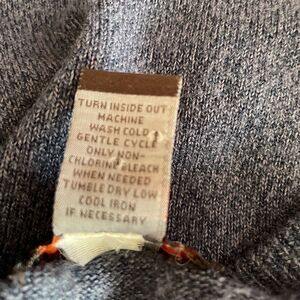 TURN INSIDE OUT
MACHINE
WASH COLD
GENTLE CYCLE
ONLY NON-
CHLORINE BLEACH
WHEN NEEDED
TUMBLE DRY LOW
COOL IRON
IF NECESSARY